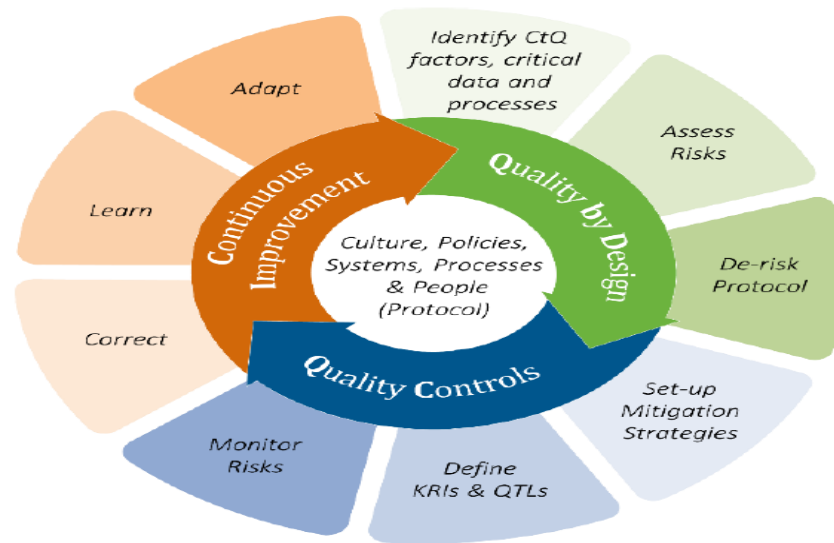 Identify CtQ
factors, critical
data and
processes
Assess
Risks
De-risk
Protocol
Set-up
Mitigation
Strategies
Define
KRIs & QTLs
Monitor
Risks
Correct
Learn
Adapt
Quality by Design
Quality Controls
Continuous
Improvement
Culture, Policies,
Systems, Processes
& People
(Protocol)